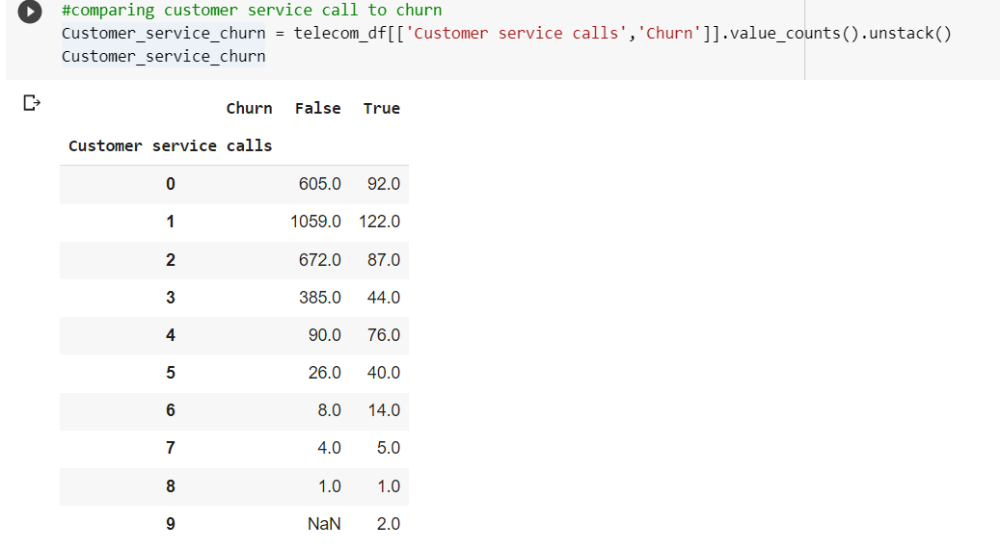 #comparing customer service call to churn
Customer_service_churn = telecom_df[['Customer service calls','Churn']].value_counts().unstack()
Customer_service_churn
Churn False True
Customer service calls
0 605.0 92.0
1 1059.0 122.0
2 672.0 87.0
3 385.0 44.0
4 90.0 76.0
5 26.0 40.0
6 8.0 14.0
7 4.0 5.0
8 1.0 1.0
9 NaN 2.0